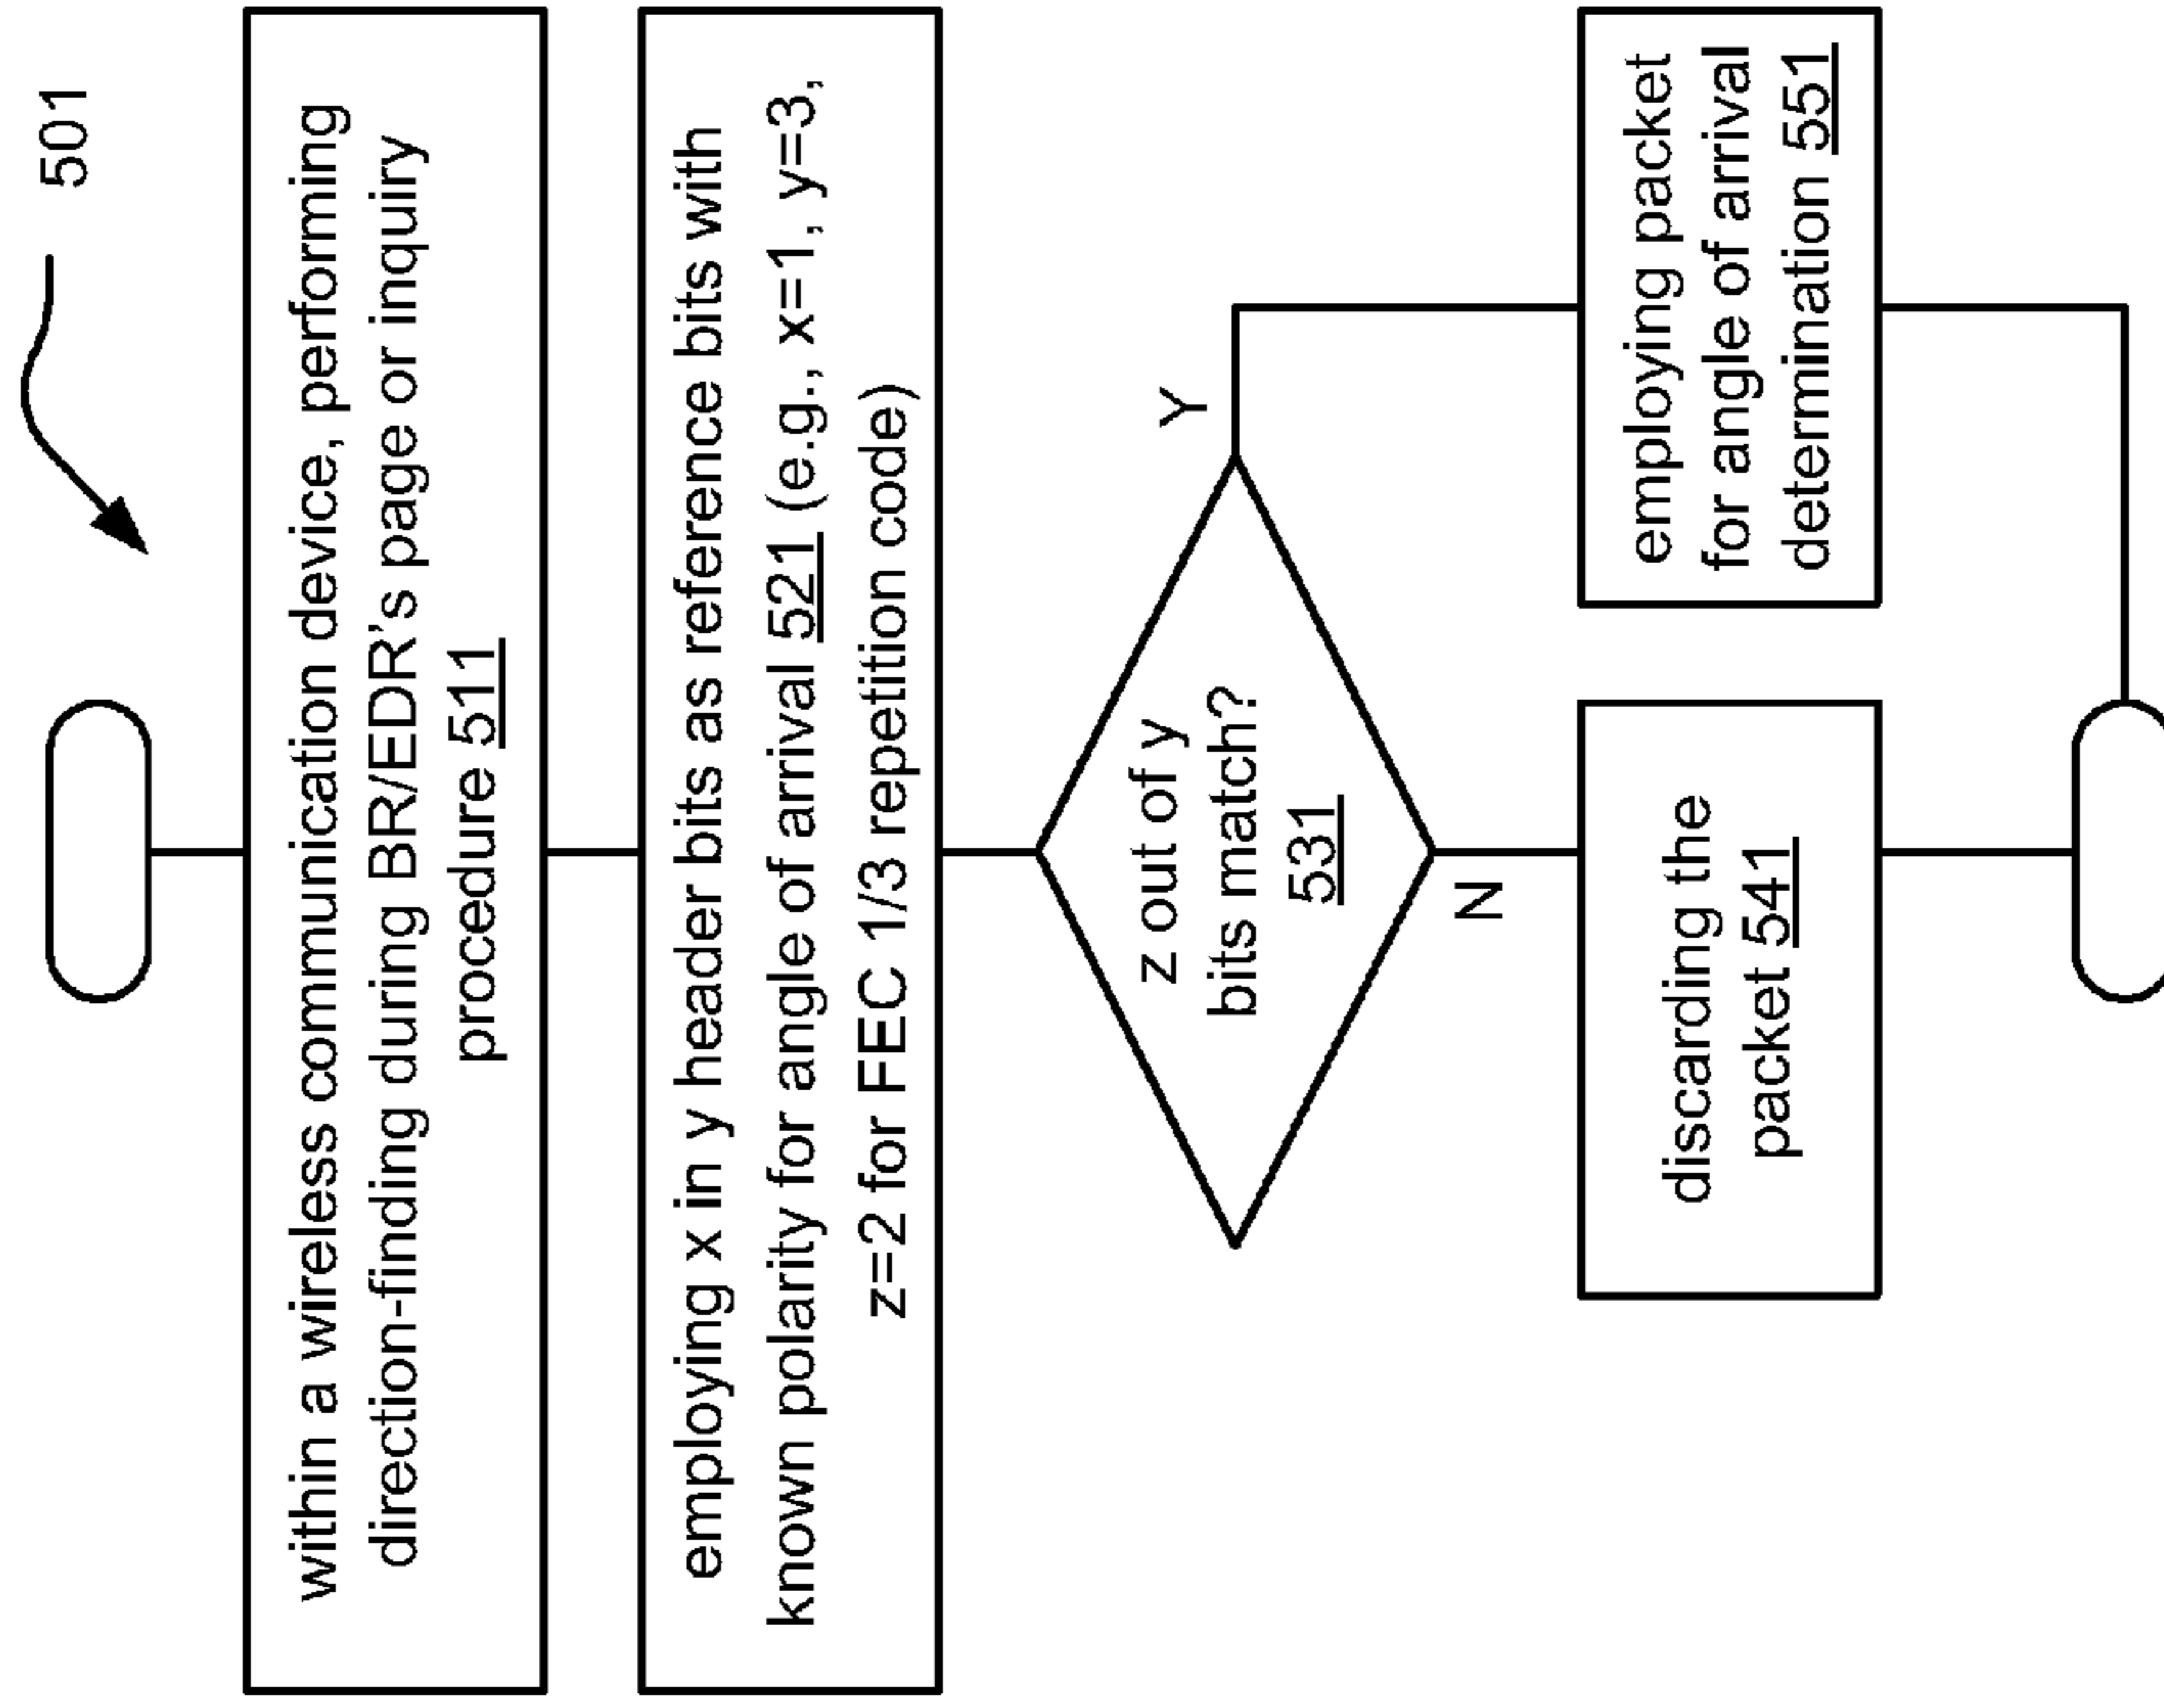 501
within a wireless communication device, performing
direction-finding during BR/EDR's page or inquiry
procedure 511
employing x in y header bits as reference bits with
known polarity for angle of arrival 521 (e.g., x=1, y=3,
z=2 for FEC 1/3 repetition code)
z out of y
bits match?
531
Y
N
discarding the
packet 541
employing packet
for angle of arrival
determination 551